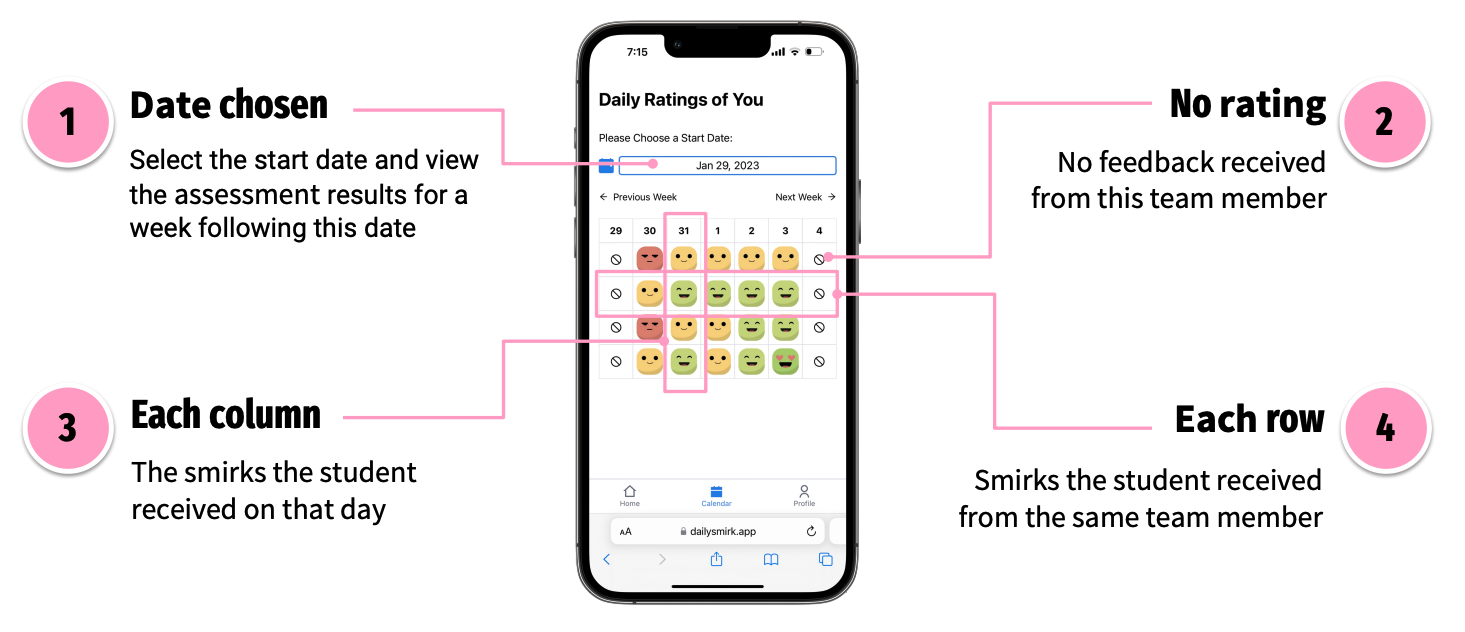 1
Date chosen
Select the start date and view
the assessment results for a
week following this date
7:15
Daily Ratings of You
Please Choose a Start Date:
Jan 29, 2023
← Previous Week
Next Week →
29 30 31 1 2 3 4
Home
Calendar
Profile
AA
dailysmirk.app
No rating
2
No feedback received
from this team member
3
Each column
The smirks the student
received on that day
Each row
4
Smirks the student received
from the same team member